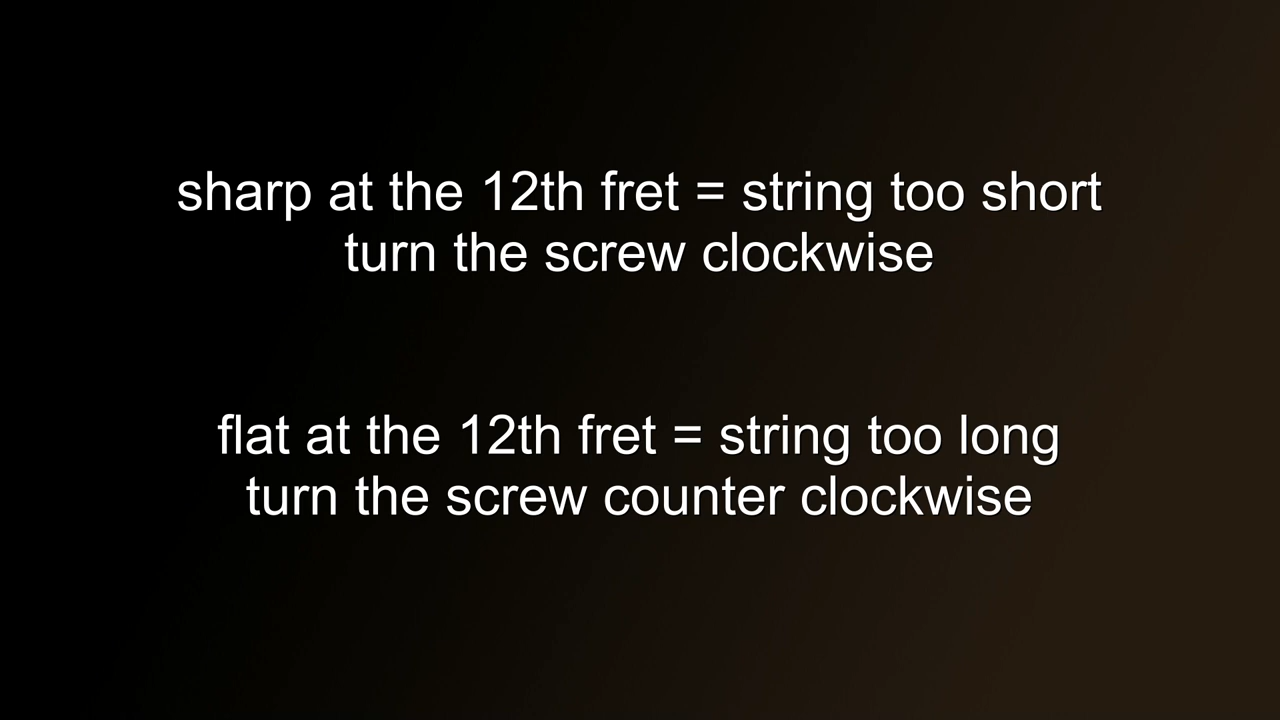 sharp at the 12th fret = string too short
turn the screw clockwise
flat at the 12th fret = string too long
turn the screw counter clockwise